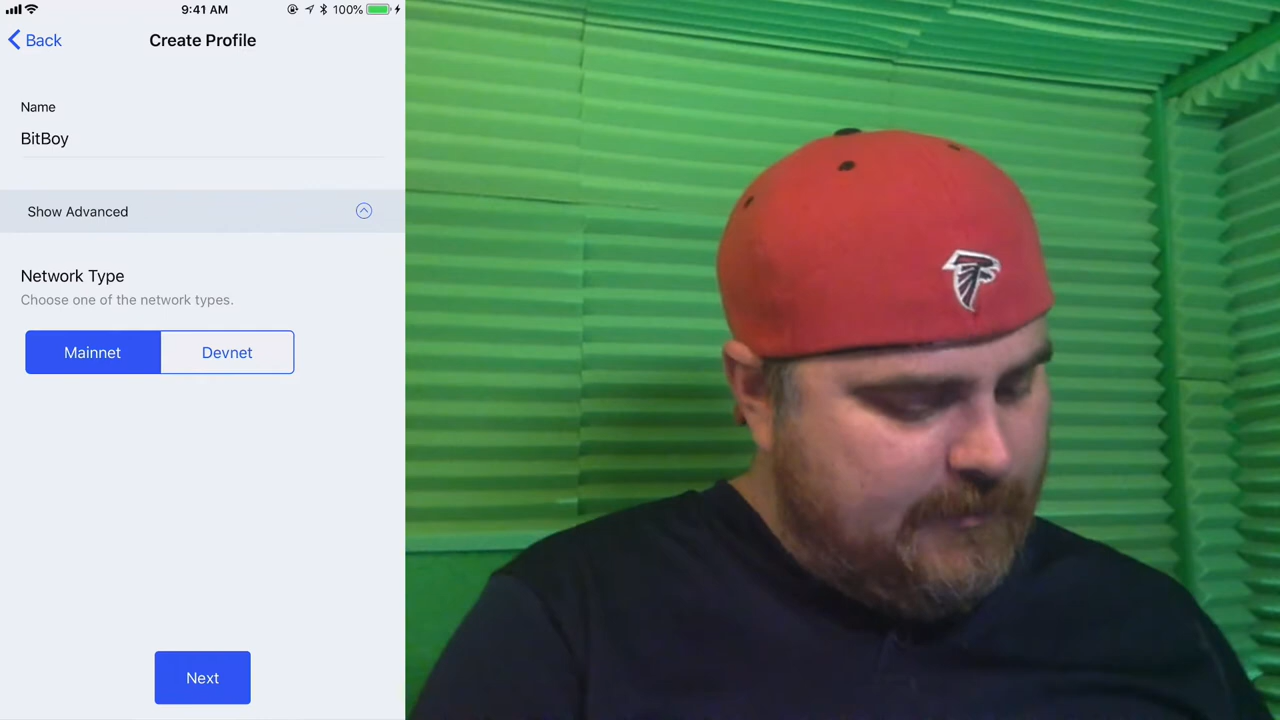 9:41 AM
100%
Back
Create Profile
Name
BitBoy
Show Advanced
Network Type
Choose one of the network types.
Mainnet
Devnet
Next